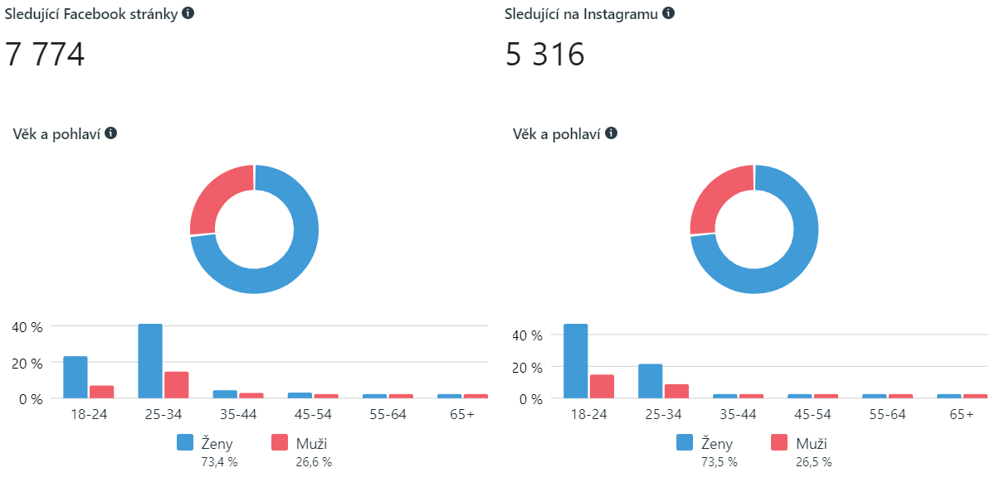 Sledující Facebook stránky
7 774
Věk a pohlaví
40 %
20 %
0 %
18-24 25-34 35-44 45-54 55-64 65+
Ženy Muži
73,4 % 26,6 %
Sledující na Instagramu
5 316
Věk a pohlaví
40 %
20 %
0 %
18-24 25-34 35-44 45-54 55-64 65+
Ženy Muži
73,5 % 26,5 %